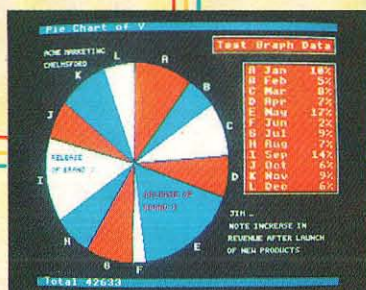 Pie Chart of V
ACME MARKETING
CHELMSFORD
Test Graph Data
A Jan 10%
B Feb 5%
C Mar 8%
D Apr 7%
E May 17%
F Jun 2%
G Jul 9%
H Aug 7%
I Sep 14%
J Oct 6%
K Nov 9%
L Dec 6%
L
A
K
B
J
C
RELEASE
OF BRAND
I
D
OF
BRAND
H
E
G
F
JIM _
NOTE INCREASE IN
REVENUE AFTER LAUNCH
OF NEW PRODUCTS
Total 42633